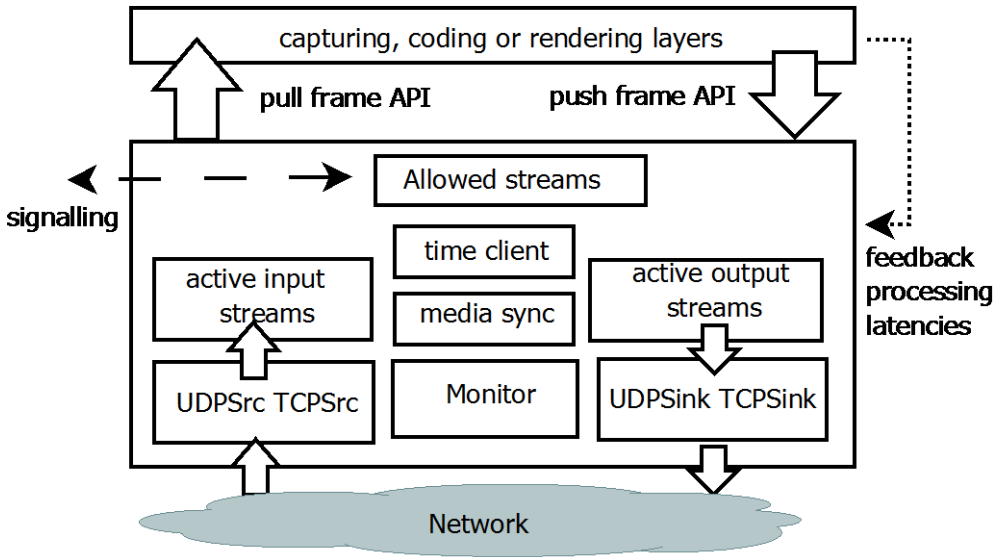 capturing, coding or rendering layers
pull frame API
push frame API
Allowed streams
signalling
time client
feedback
processing
latencies
active input
streams
active output
streams
media sync
UDPSrc TCPSrc
Monitor
UDPSink TCPSink
Network